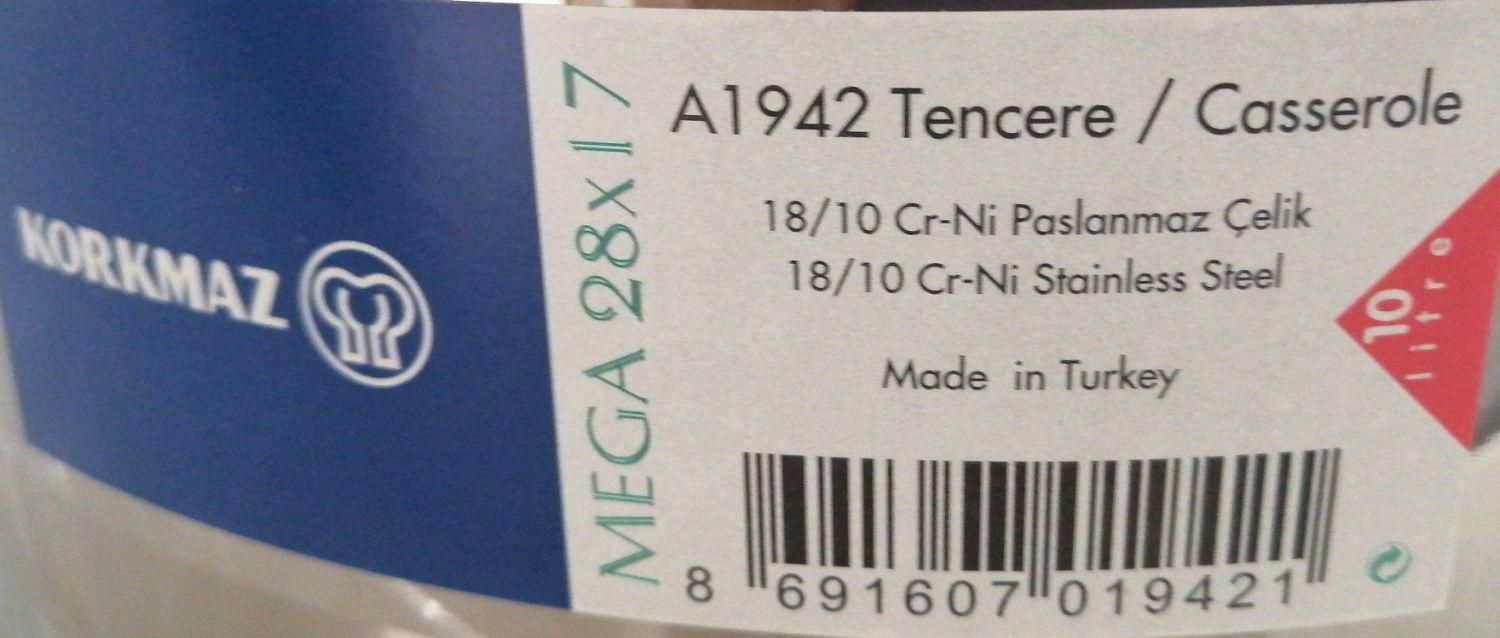 KORKMAZ
MEGA 28x17
A1942 Tencere / Casserole
18/10 Cr-Ni Paslanmaz Çelik
18/10 Cr-Ni Stainless Steel
10
litre
Made in Turkey
8 691607 019421